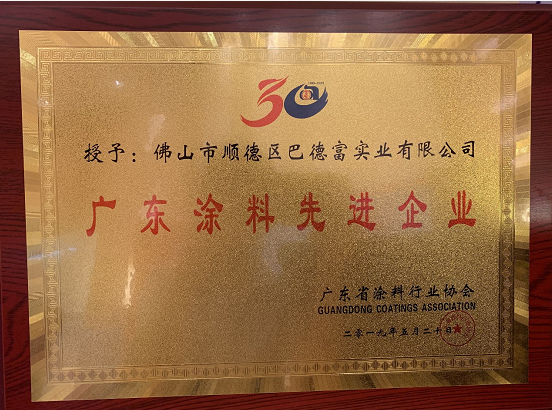 30
授予：佛山市顺德区巴德富实业有限公司
广东涂料先进企业
广东省涂料行业协会
GUANGDONG COATINGS ASSOCIATION
二零一九年五月二十日